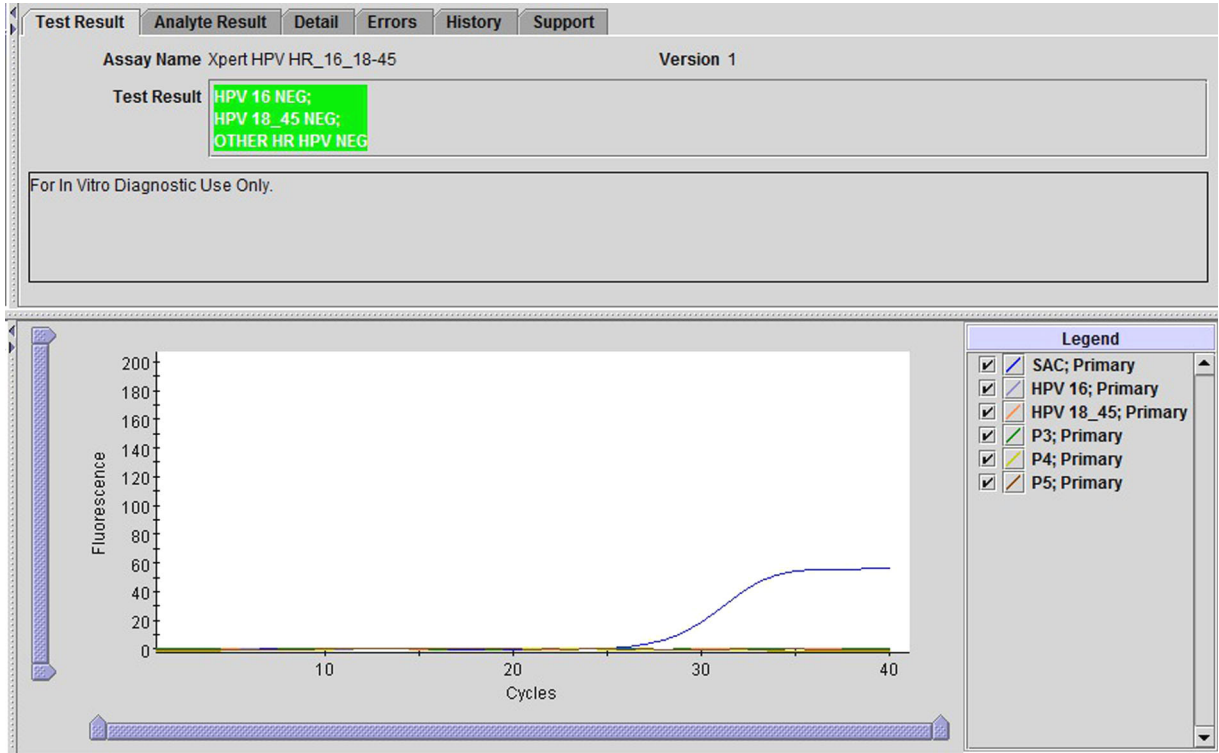 Test Result Analyte Result Detail Errors History Support
Assay Name Xpert HPV HR_16_18-45 Version 1
Test Result HPV 16 NEG;
HPV 18_45 NEG;
OTHER HR HPV NEG
For In Vitro Diagnostic Use Only.
Legend
SAC; Primary
HPV 16; Primary
HPV 18_45; Primary
P3; Primary
P4; Primary
P5; Primary
Fluorescence
200
180
160
140
120
100
80
60
40
20
0
10 20 30 40
Cycles